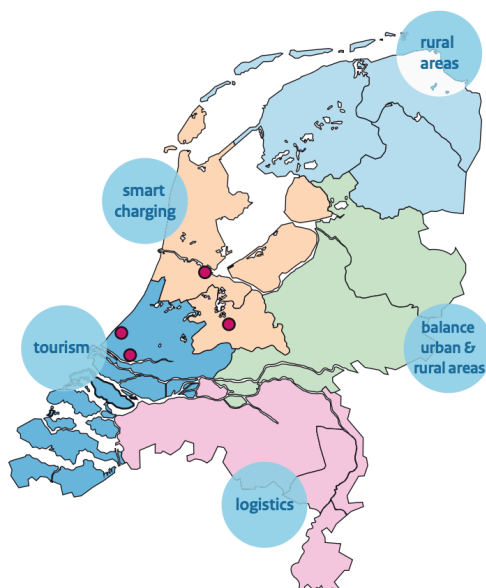 rural
areas
smart
charging
tourism
balance
urban &
rural areas
logistics